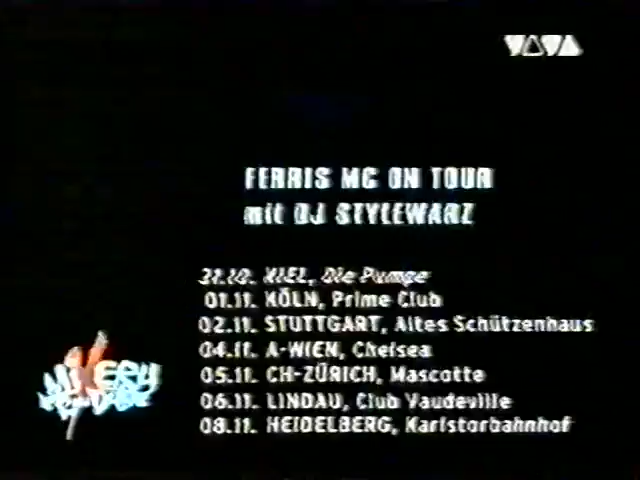 VIVA
FERRIS MC ON TOUR
mit DJ STYLEWARZ
31.10. KIEL, Die Pumpe
01.11. KÖLN, Prime Club
02.11. STUTTGART, Altes Schützenhaus
04.11. A-WIEN, Chelsea
05.11. CH-ZÜRICH, Mascotte
06.11. LINDAU, Club Vaudeville
08.11. HEIDELBERG, Karlstorbahnhof